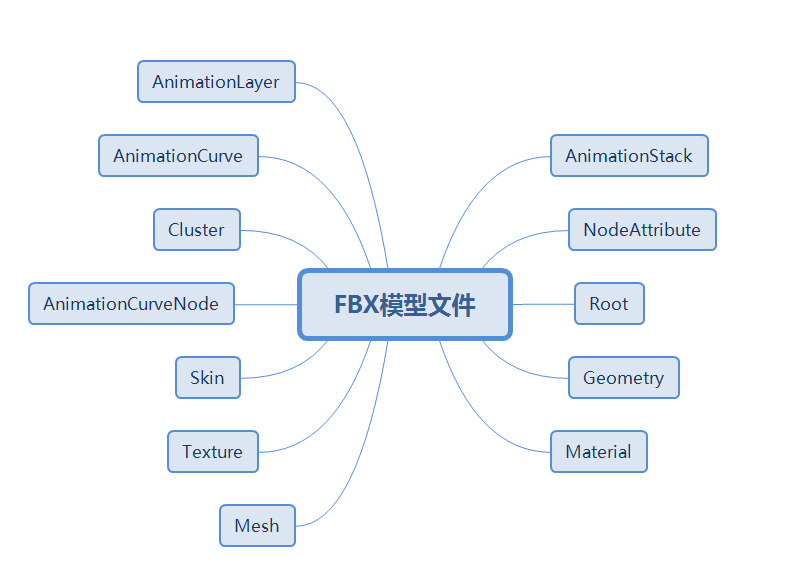 AnimationLayer
AnimationCurve
AnimationStack
Cluster
NodeAttribute
AnimationCurveNode
FBX模型文件
Root
Skin
Geometry
Texture
Material
Mesh